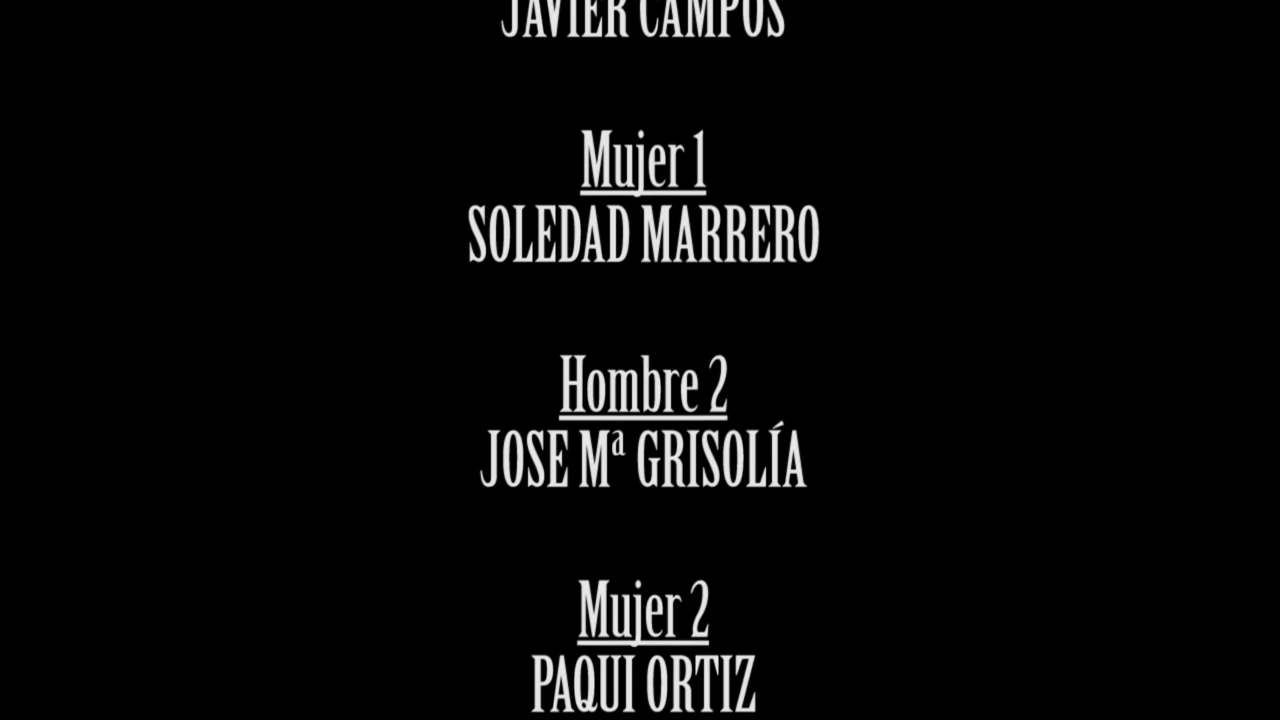 JAVIER CAMPOS
Mujer 1
SOLEDAD MARRERO
Hombre 2
JOSE Mª GRISOLÍA
Mujer 2
PAQUI ORTIZ